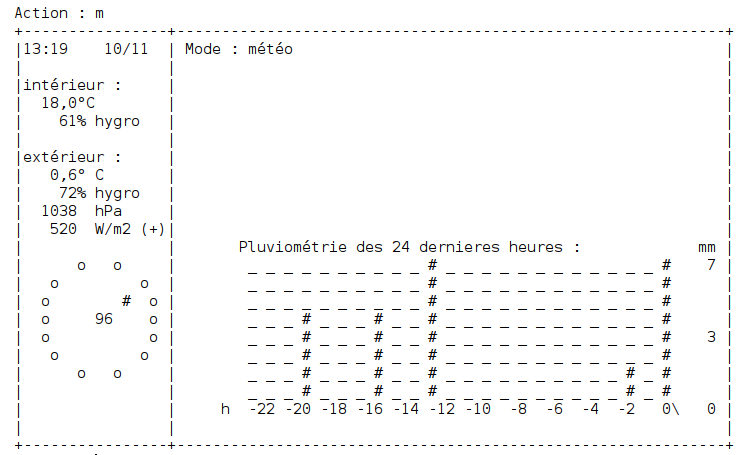 Action : m
+----------------+-------------------------------------------------------------+
|13:19    10/11  | Mode : météo                                                |
|                |                                                             |
|intérieur :     |                                                             |
|  18,0°C        |                                                             |
|    61% hygro   |                                                             |
|                |                                                             |
|extérieur :     |                                                             |
|   0,6° C       |                                                             |
|    72% hygro   |                                                             |
|  1038  hPa     |                                                             |
|   520  W/m2 (+)|                                                             |
|                |       Pluviométrie des 24 dernieres heures :             mm |
|      o   o     |        _ _ _ _ _ _ _ _ _ _ # _ _ _ _ _ _ _ _ _ _ _ _ #    7 |
|   o         o  |        _ _ _ _ _ _ _ _ _ _ # _ _ _ _ _ _ _ _ _ _ _ _ #      |
|  o        #  o |        _ _ _ _ _ _ _ _ _ _ # _ _ _ _ _ _ _ _ _ _ _ _ #      |
|  o     96    o |        _ _ _ # _ _ _ # _ _ # _ _ _ _ _ _ _ _ _ _ _ _ #      |
|  o           o |        _ _ _ # _ _ _ # _ _ # _ _ _ _ _ _ _ _ _ _ _ _ #    3 |
|   o         o  |        _ _ _ # _ _ _ # _ _ # _ _ _ _ _ _ _ _ _ _ _ _ #      |
|      o   o     |        _ _ _ # _ _ _ # _ _ # _ _ _ _ _ _ _ _ _ _ # _ #      |
|                |        _ _ _ # _ _ _ # _ _ # _ _ _ _ _ _ _ _ _ _ # _ #      |
|                |     h  -22 -20 -18 -16 -14 -12 -10  -8  -6  -4  -2   0\   0 |
|                |                                                             |
+----------------+-------------------------------------------------------------+